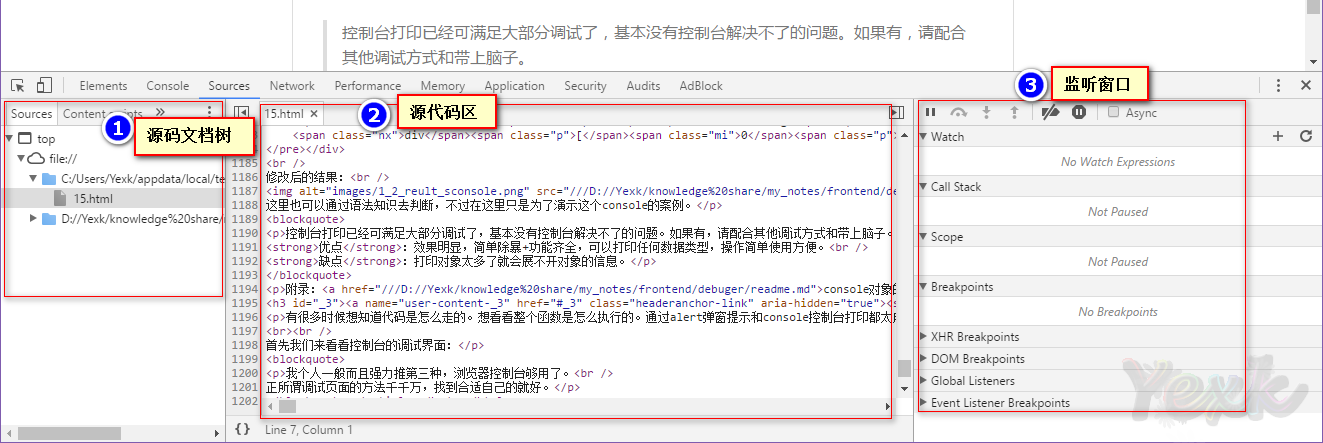 控制台打印已经可满足大部分调试了，基本没有控制台解决不了的问题。如果有，请配合
其他调试方式和带上脑子。
Elements Console Sources Network Performance Memory Application Security Audits AdBlock
3 监听窗口
Sources Content scripts »
1 源码文档树
top
file://
C:/Users/Yexk/appdata/local/te
15.html
D://Yexk/knowledge%20share/
15.html ×
2 源代码区
<span class="nx">div</span><span class="p">[</span><span class="mi">0</span><span class="p"
</pre></div>
1185 <br />
1186 修改后的结果：<br />
1187 <img alt="images/1_2_reult_sconsole.png" src="///D://Yexk/knowledge%20share/my_notes/frontend/de
1188 这里也可以通过语法知识去判断，不过在这里只是为了演示这个console的案例。</p>
1189 <blockquote>
1190 <p>控制台打印已经可满足大部分调试了，基本没有控制台解决不了的问题。如果有，请配合其他调试方式和带上脑子。
1191 <strong>优点</strong>：效果明显，简单除暴+功能齐全，可以打印任何数据类型，操作简单使用方便。<br />
1192 <strong>缺点</strong>：打印对象太多了就会展不开对象的信息。</p>
1193 </blockquote>
1194 <p>附录：<a href="///D://Yexk/knowledge%20share/my_notes/frontend/debuger/readme.md">console对象的
1195 <h3 id="_3"><a name="user-content-_3" href="#_3" class="headeranchor-link" aria-hidden="true"><s
1196 <p>有很多时候想知道代码是怎么走的。想看看整个函数是怎么执行的。通过alert弹窗提示和console控制台打印都太麻
1197 <br><br />
1198 首先我们来看看控制台的调试界面：</p>
1199 <blockquote>
1200 <p>我个人一般而且强力推第三种，浏览器控制台够用了。<br />
1201 正所谓调试页面的方法千千万，找到合适自己的就好。</p>
1202
{} Line 7, Column 1
Async
Watch
No Watch Expressions
Call Stack
Not Paused
Scope
Not Paused
Breakpoints
No Breakpoints
XHR Breakpoints
DOM Breakpoints
Global Listeners
Event Listener Breakpoints
Yexk